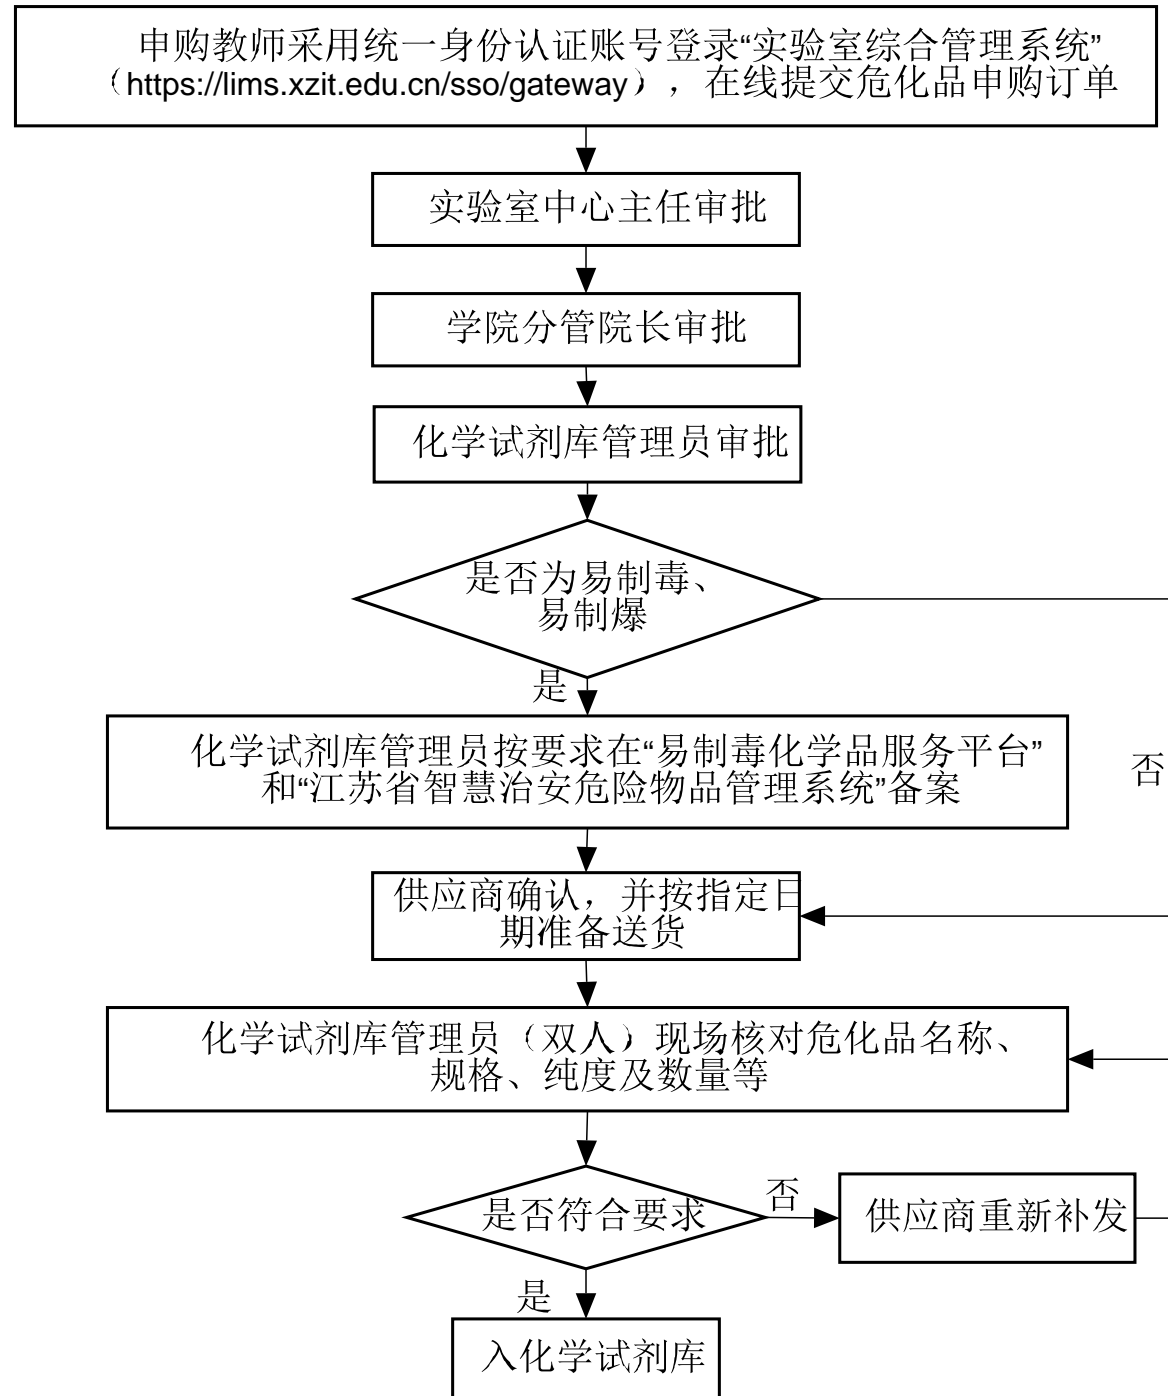 申购教师采用统一身份认证账号登录“实验室综合管理系统”
（https://lims.xzit.edu.cn/sso/gateway），在线提交危化品申购订单
实验室中心主任审批
学院分管院长审批
化学试剂库管理员审批
是否为易制毒、
易制爆
是
化学试剂库管理员按要求在“易制毒化学品服务平台”
和“江苏省智慧治安危险物品管理系统”备案
否
供应商确认，并按指定日
期准备送货
化学试剂库管理员（双人）现场核对危化品名称、
规格、纯度及数量等
是否符合要求
否
供应商重新补发
是
入化学试剂库